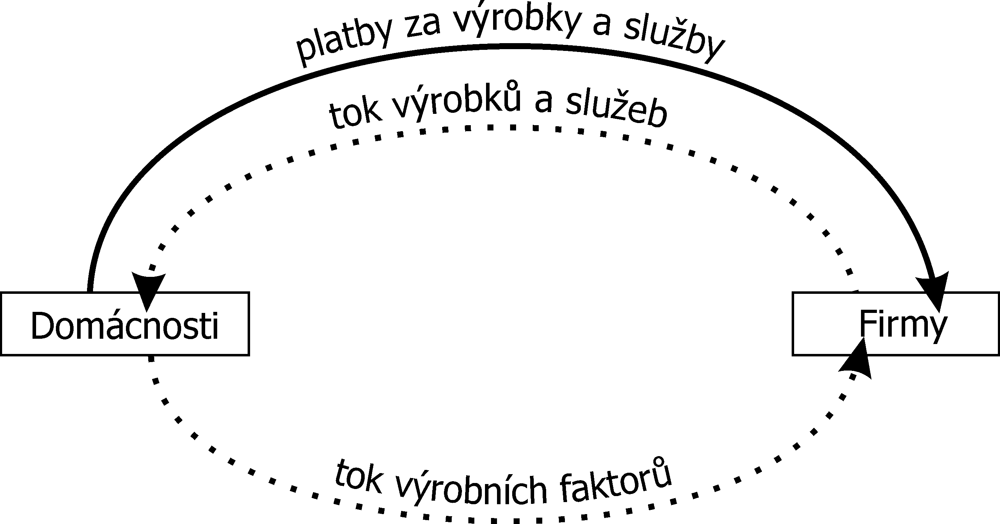 platby za výrobky a služby
tok výrobků a služeb
Domácnosti
Firmy
tok výrobních faktorů